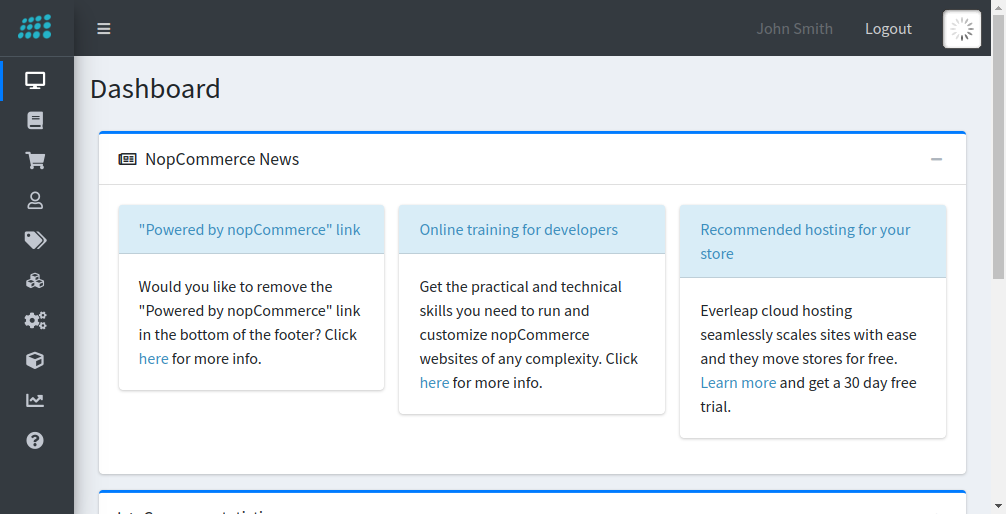 John Smith
Logout
Dashboard
NopCommerce News
"Powered by nopCommerce" link
Would you like to remove the
"Powered by nopCommerce" link
in the bottom of the footer? Click
here for more info.
Online training for developers
Get the practical and technical
skills you need to run and
customize nopCommerce
websites of any complexity. Click
here for more info.
Recommended hosting for your
store
Everleap cloud hosting
seamlessly scales sites with ease
and they move stores for free.
Learn more and get a 30 day free
trial.